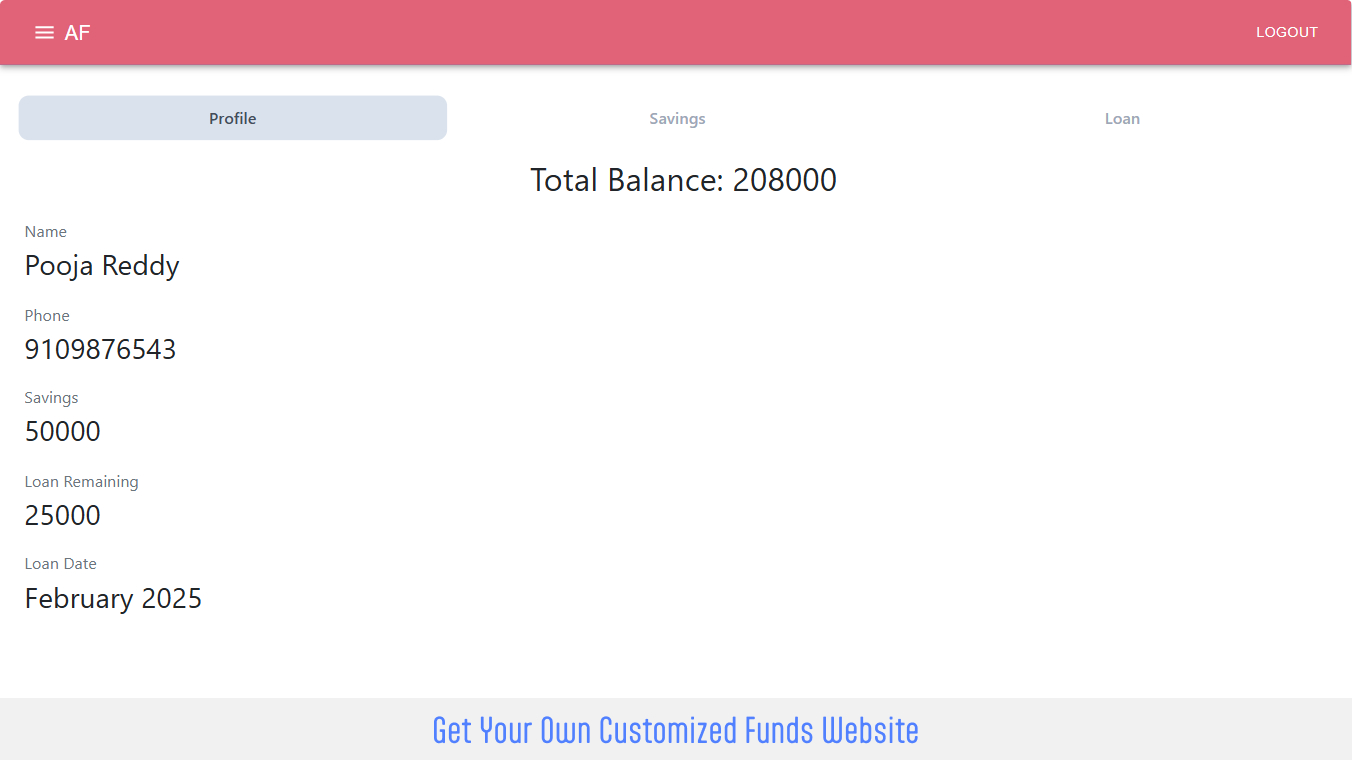 AF
LOGOUT
Profile
Savings
Loan
Total Balance: 208000
Name
Pooja Reddy
Phone
9109876543
Savings
50000
Loan Remaining
25000
Loan Date
February 2025
Get Your Own Customized Funds Website